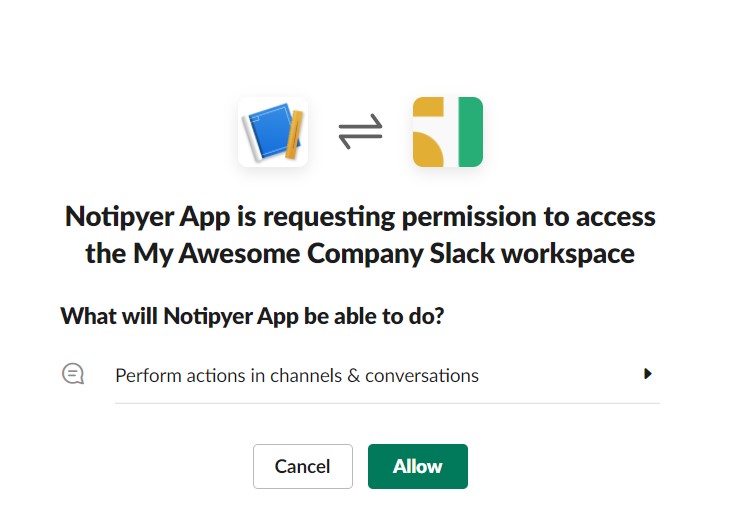 Notipyer App is requesting permission to access
the My Awesome Company Slack workspace
What will Notipyer App be able to do?
Perform actions in channels & conversations
Cancel
Allow